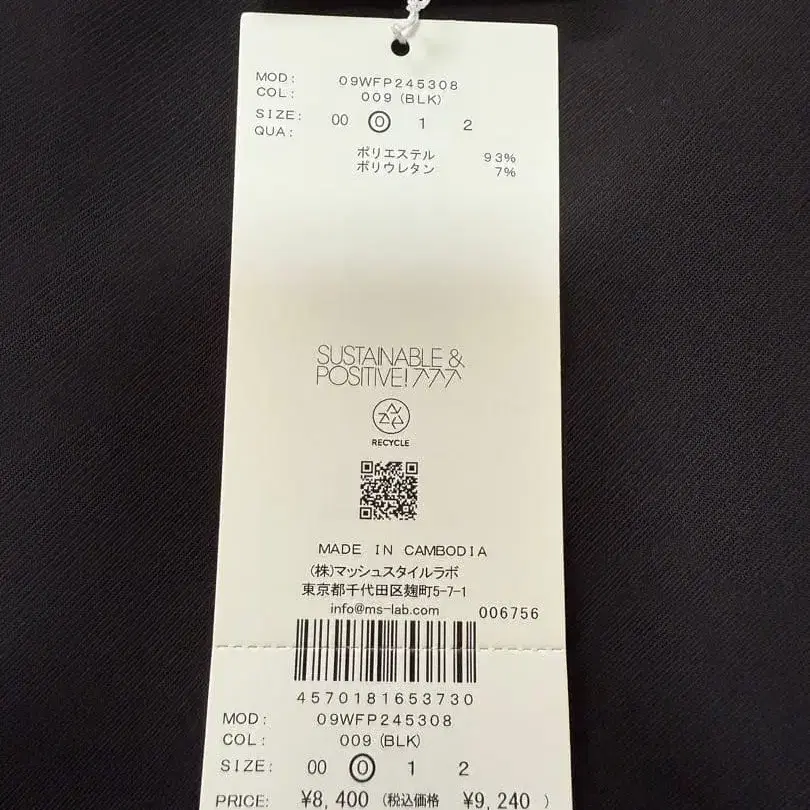 MOD: 09WFP245308
COL: 009 (BLK)
SIZE: 00 0 1 2
QUA:
ポリエステル 93%
ポリウレタン 7%
SUSTAINABLE &
POSITIVE!
RECYCLE
MADE IN CAMBODIA
(株)マッシュスタイルラボ
東京都千代田区麹町5-7-1
info@ms-lab.com 006756
4570181653730
MOD: 09WFP245308
COL: 009 (BLK)
SIZE: 00 0 1 2
PRICE: ¥8,400 (税込価格 ¥9,240 )